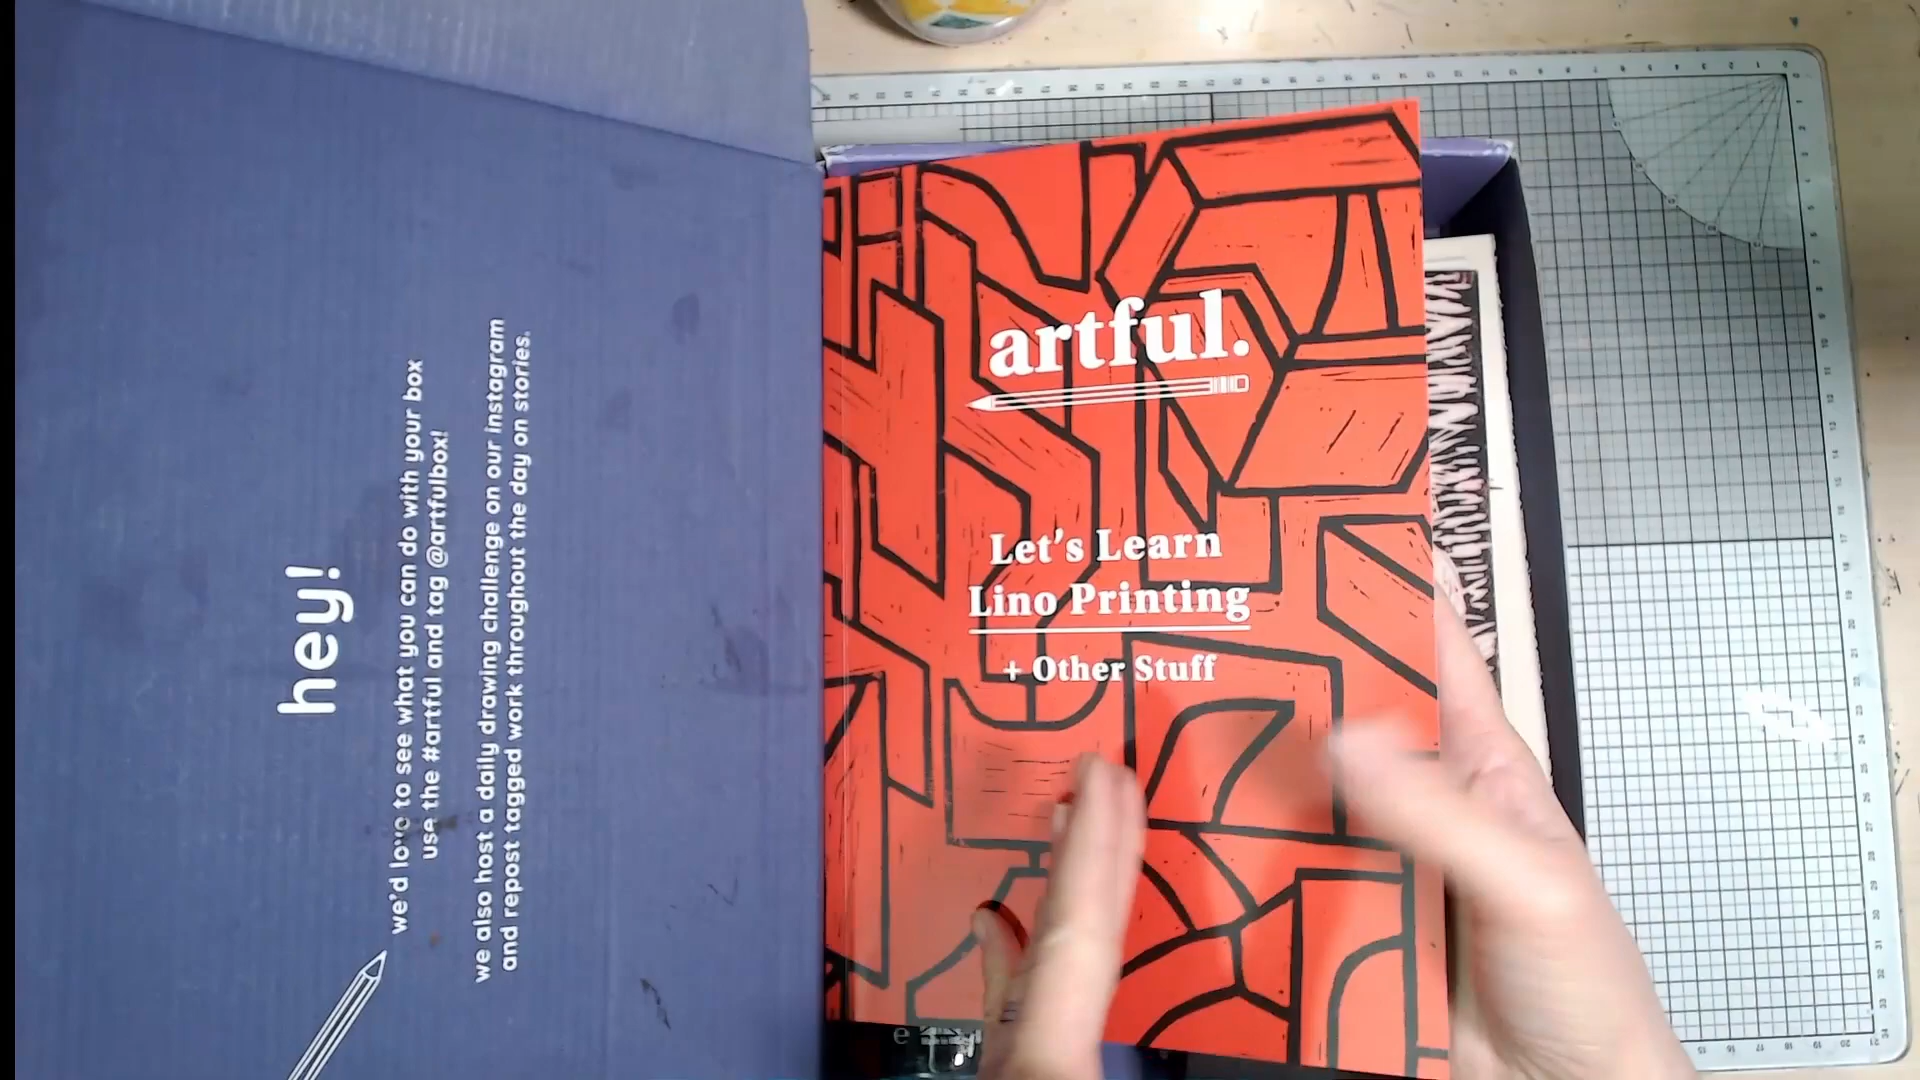 hey!
we'd love to see what you can do with your box
use the #artful and tag @artfulbox!
we also host a daily drawing challenge on our instagram
and repost tagged work throughout the day on stories.
artful.
Let's Learn
Lino Printing
+ Other Stuff